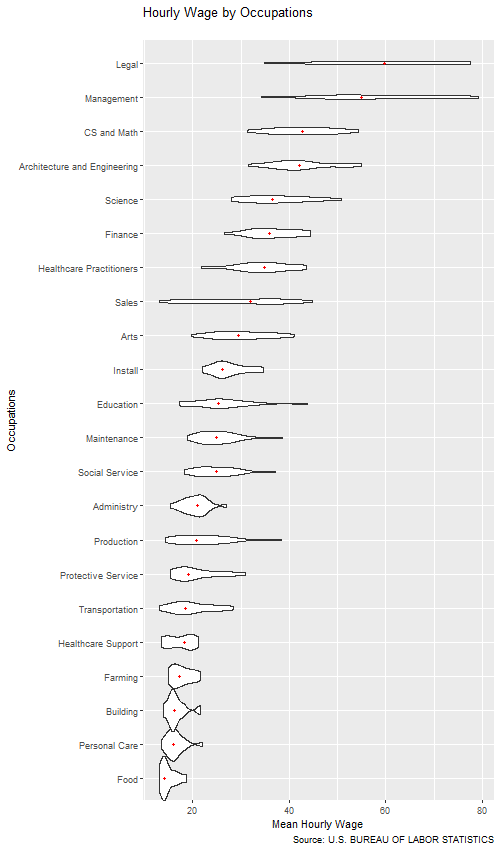 Hourly Wage by Occupations
Occupations
Legal
Management
CS and Math
Architecture and Engineering
Science
Finance
Healthcare Practitioners
Sales
Arts
Install
Education
Maintenance
Social Service
Administry
Production
Protective Service
Transportation
Healthcare Support
Farming
Building
Personal Care
Food
20 40 60 80
Mean Hourly Wage
Source: U.S. BUREAU OF LABOR STATISTICS